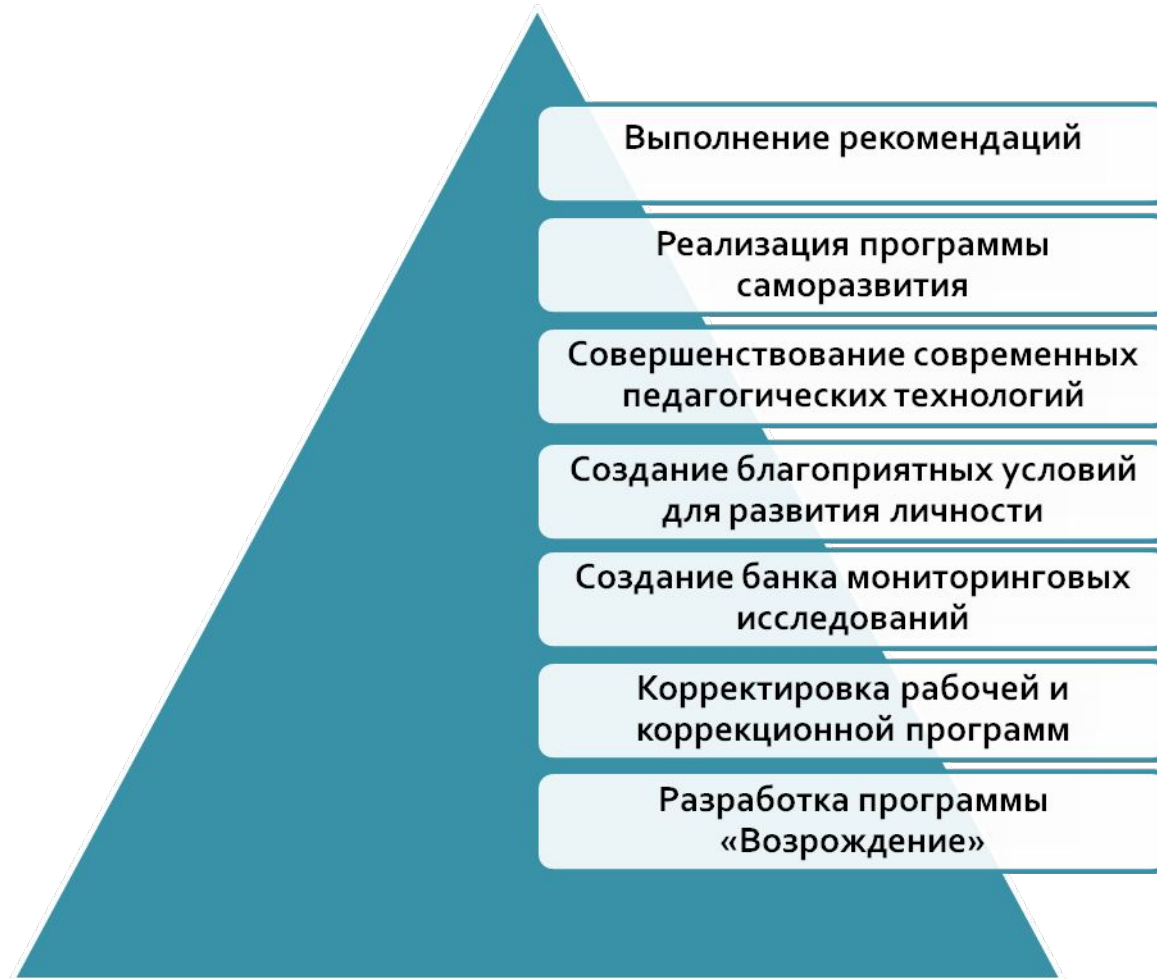 Выполнение рекомендаций
Реализация программы
саморазвития
Совершенствование современных
педагогических технологий
Создание благоприятных условий
для развития личности
Создание банка мониторинговых
исследований
Корректировка рабочей и
коррекционной программ
Разработка программы
«Возрождение»